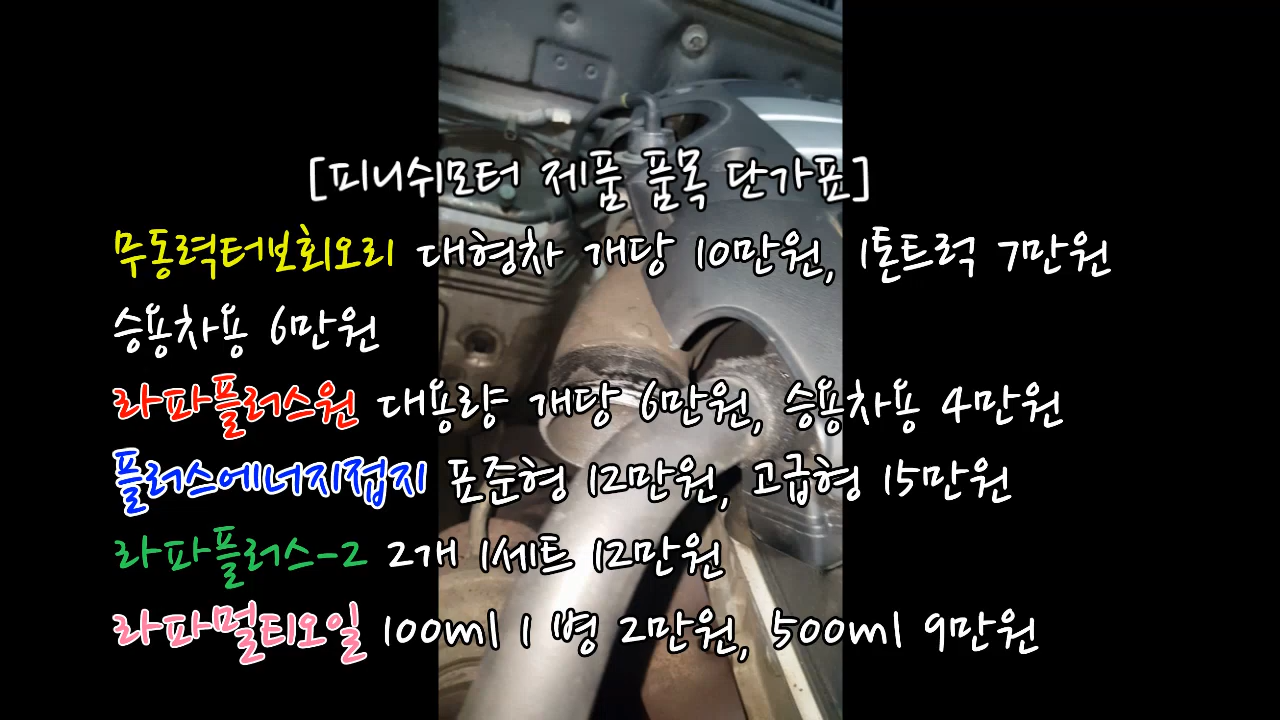 [피니쉬모터 제품 품목 단가표]
무동력터보회오리 대형차 개당 10만원, 1톤트럭 7만원
승용차용 6만원
라파플러스원 대용량 개당 6만원, 승용차용 4만원
플러스에너지접지 표준형 12만원, 고급형 15만원
라파플러스-2 2개 1세트 12만원
라파멀티오일 100ml 1 병 2만원, 500ml 9만원